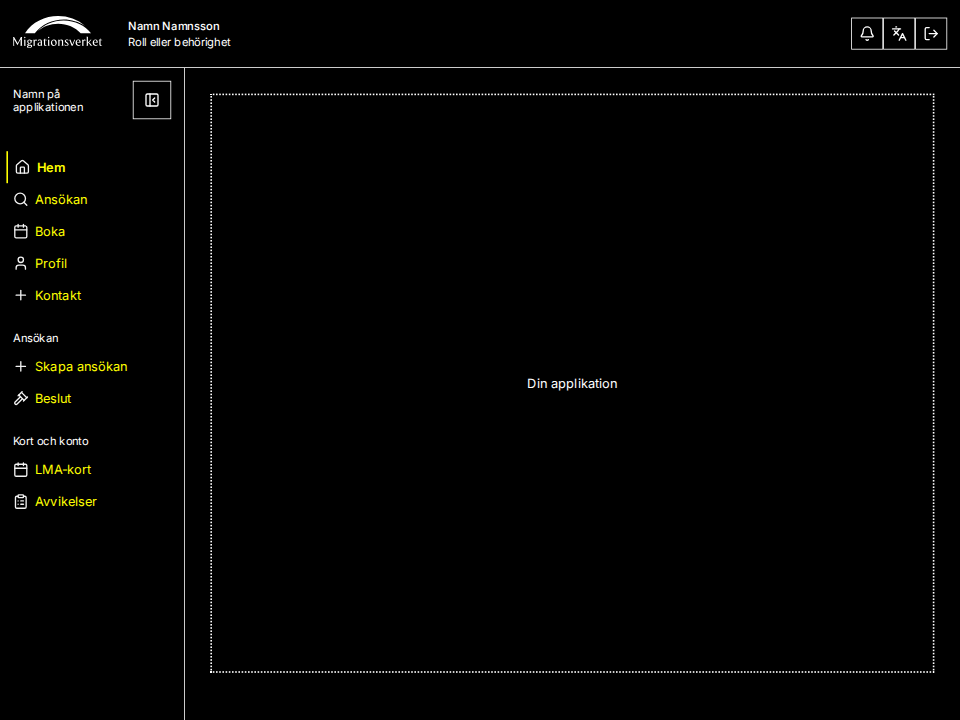 Migrationsverket
Namn Namnsson
Roll eller behörighet
Namn på
applikationen
Hem
Ansökan
Boka
Profil
Kontakt
Ansökan
Skapa ansökan
Beslut
Kort och konto
LMA-kort
Avvikelser
Din applikation